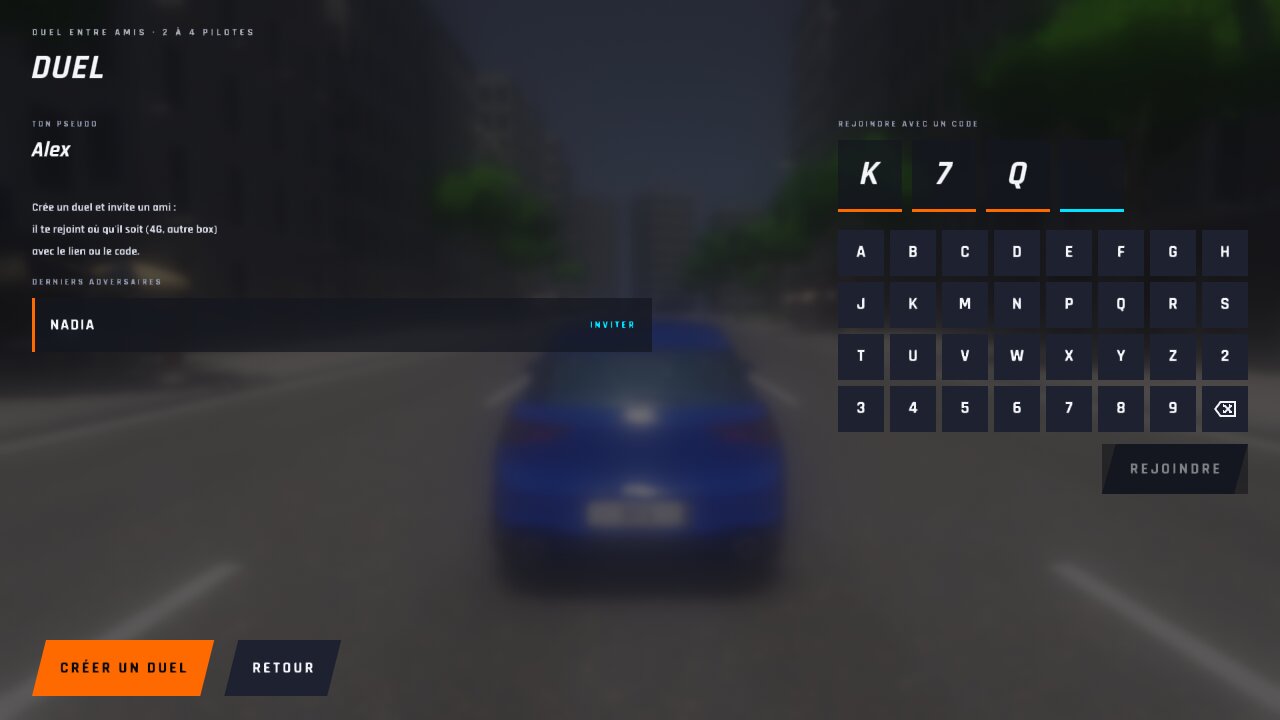 DUEL ENTRE AMIS · 2 À 4 PILOTES
DUEL
TON PSEUDO
Alex
Crée un duel et invite un ami :
il te rejoint où qu'il soit (4G, autre box)
avec le lien ou le code.
DERNIERS ADVERSAIRES
NADIA
INVITER
CRÉER UN DUEL
RETOUR
REJOINDRE AVEC UN CODE
K 7 Q
A B C D E F G H
J K M N P Q R S
T U V W X Y Z 2
3 4 5 6 7 8 9
REJOINDRE